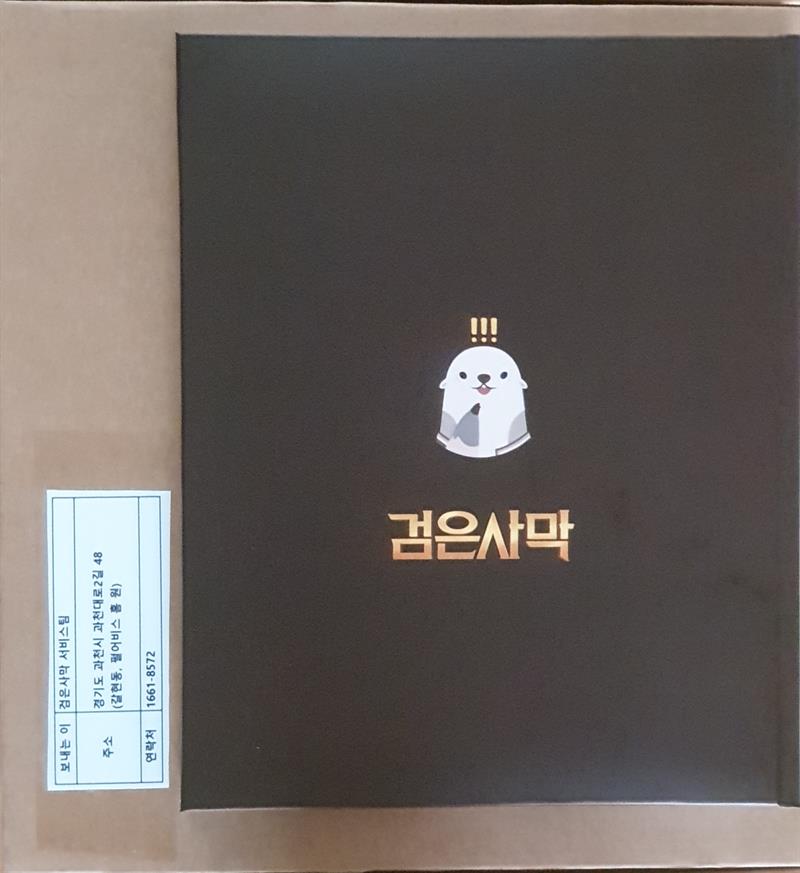 !!!
검은사막
보내는 이 검은사막 서비스팀
주소 경기도 과천시 과천대로2길 48
(갈현동, 펄어비스 홈 원)
연락처 1661-8572